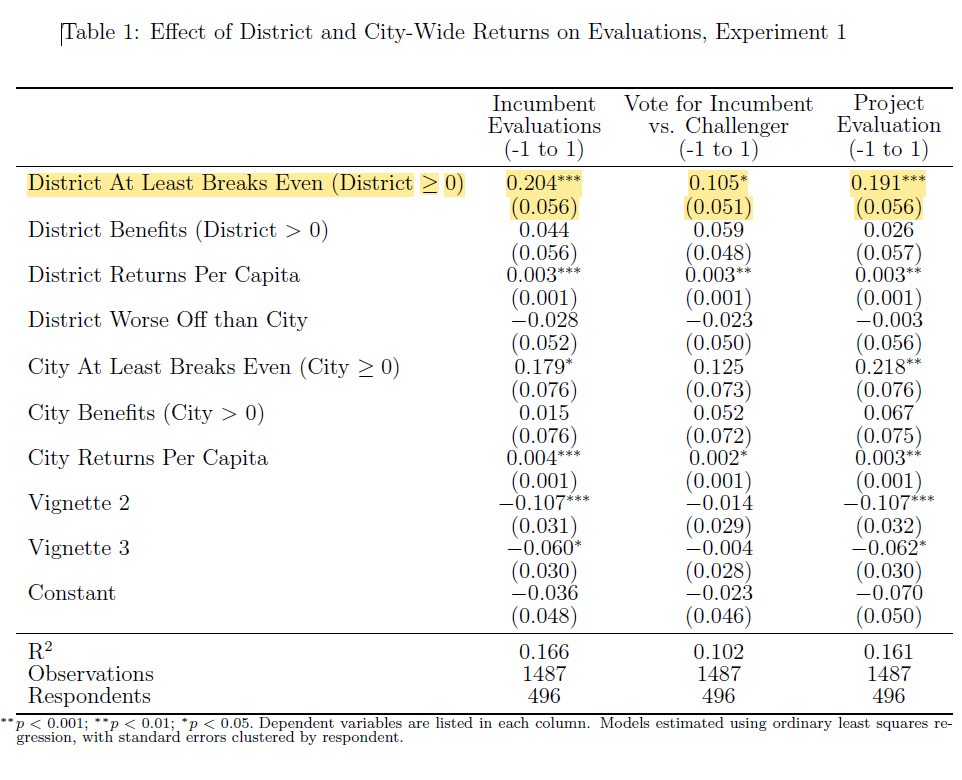 Table 1: Effect of District and City-Wide Returns on Evaluations, Experiment 1
Incumbent Evaluations (-1 to 1) Vote for Incumbent vs. Challenger (-1 to 1) Project Evaluation (-1 to 1)
District At Least Breaks Even (District ≥ 0) 0.204*** 0.105* 0.191***
(0.056) (0.051) (0.056)
District Benefits (District > 0) 0.044 0.059 0.026
(0.056) (0.048) (0.057)
District Returns Per Capita 0.003*** 0.003** 0.003**
(0.001) (0.001) (0.001)
District Worse Off than City −0.028 −0.023 −0.003
(0.052) (0.050) (0.056)
City At Least Breaks Even (City ≥ 0) 0.179* 0.125 0.218**
(0.076) (0.073) (0.076)
City Benefits (City > 0) 0.015 0.052 0.067
(0.076) (0.072) (0.075)
City Returns Per Capita 0.004*** 0.002* 0.003**
(0.001) (0.001) (0.001)
Vignette 2 −0.107*** −0.014 −0.107***
(0.031) (0.029) (0.032)
Vignette 3 −0.060* −0.004 −0.062*
(0.030) (0.028) (0.030)
Constant −0.036 −0.023 −0.070
(0.048) (0.046) (0.050)
R² 0.166 0.102 0.161
Observations 1487 1487 1487
Respondents 496 496 496
**p < 0.001; **p < 0.01; *p < 0.05. Dependent variables are listed in each column. Models estimated using ordinary least squares re-
gression, with standard errors clustered by respondent.